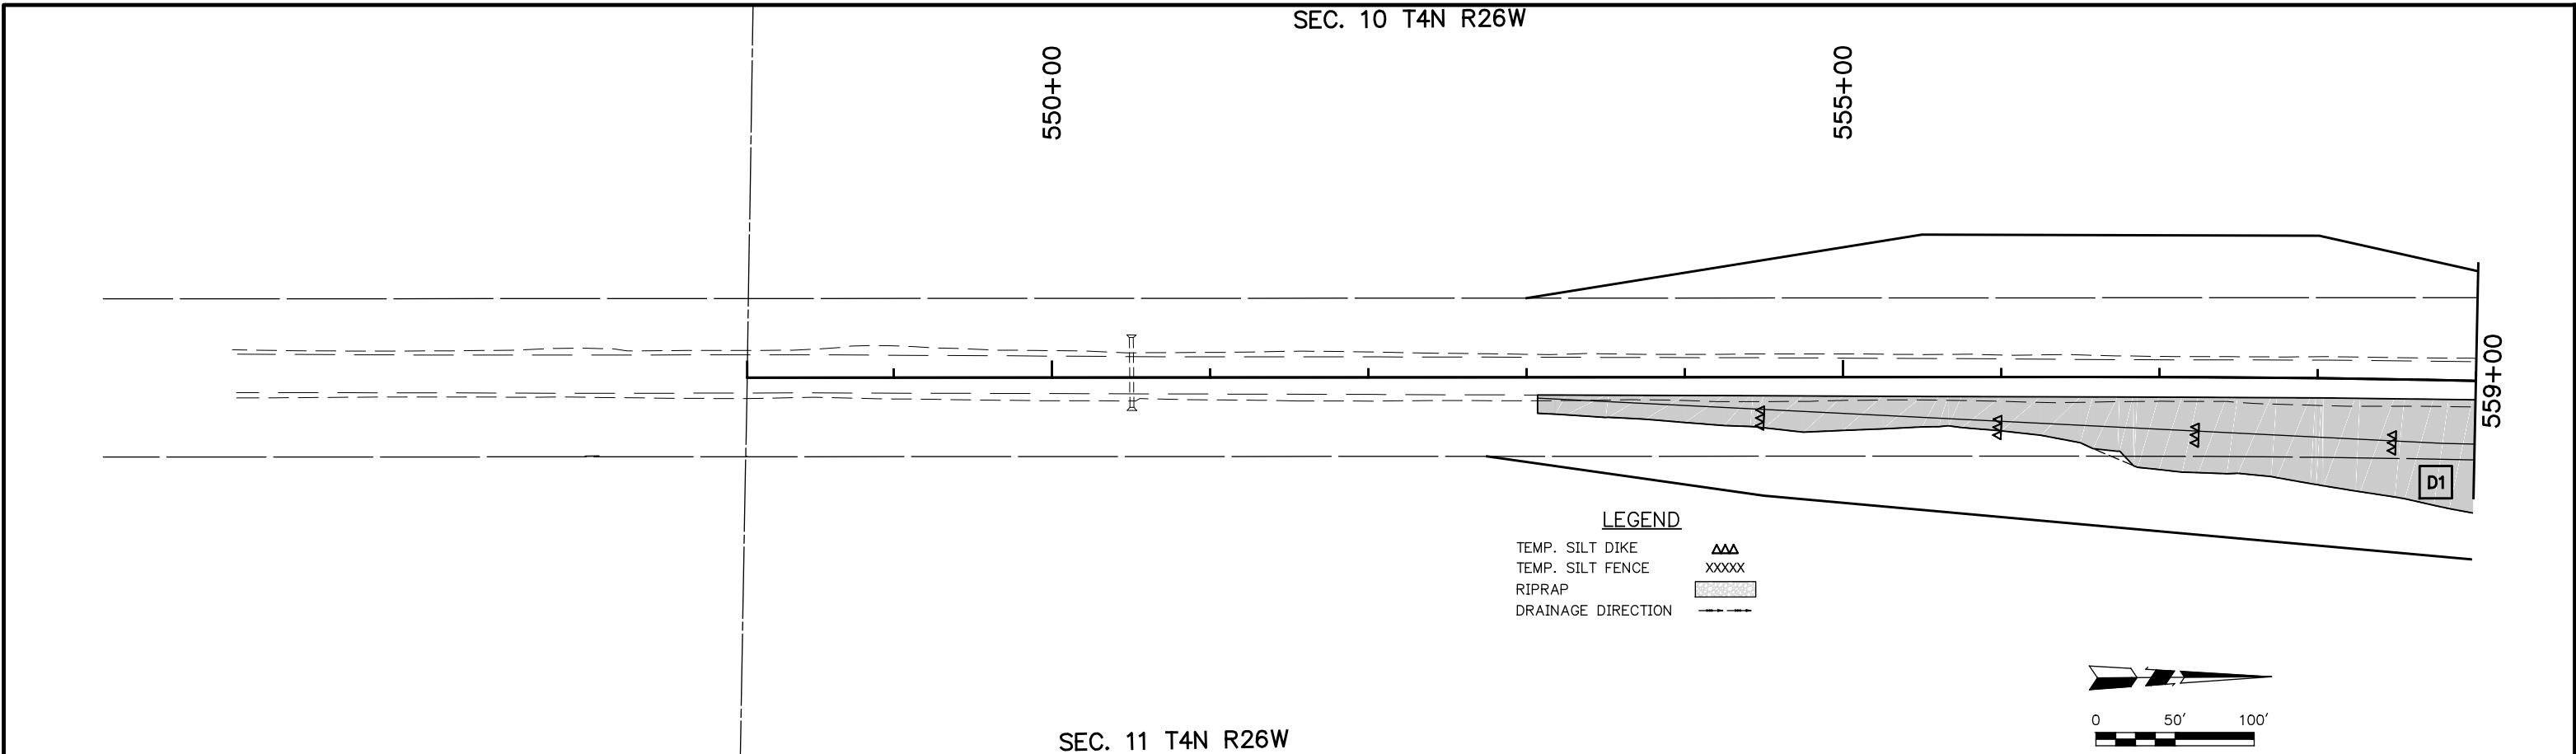 SEC. 10 T4N R26W
550+00
555+00
559+00
D1
LEGEND
TEMP. SILT DIKE
TEMP. SILT FENCE XXXXX
RIPRAP
DRAINAGE DIRECTION
N
0 50' 100'
SEC. 11 T4N R26W